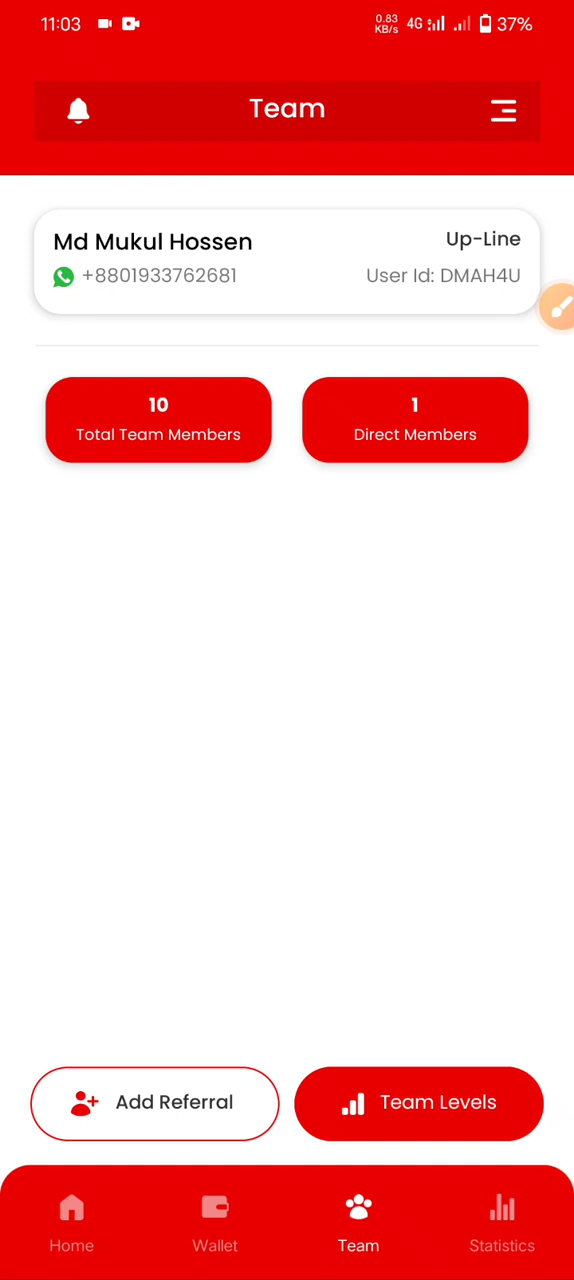 11:03
0.83
KB/s
4G
37%
Team
Md Mukul Hossen
Up-Line
+8801933762681
User Id: DMAH4U
10
Total Team Members
1
Direct Members
Add Referral
Team Levels
Home
Wallet
Team
Statistics